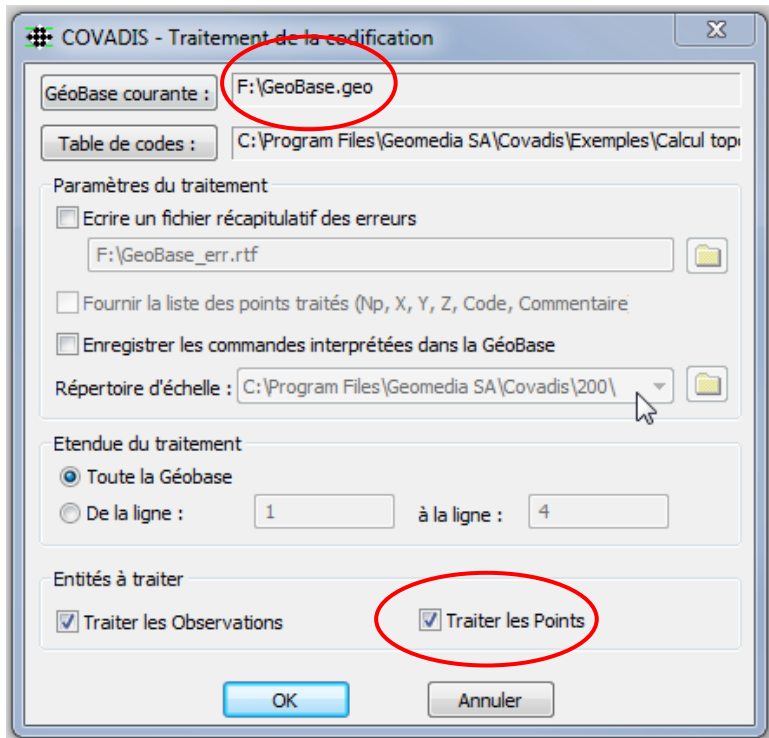 COVADIS - Traitement de la codification
GéoBase courante : F:\GeoBase.geo
Table de codes : C:\Program Files\Geomedia SA\Covadis\Exemples\Calcul
Paramètres du traitement
Ecrire un fichier récapitulatif des erreurs
F:\GeoBase_err.rtf
Fournir la liste des points traités (Np, X, Y, Z, Code, Commentaire
Enregistrer les commandes interprétées dans la GéoBase
Répertoire d'échelle : C:\Program Files\Geomedia SA\Covadis\200\
Etendue du traitement
Toute la Géobase
De la ligne : 1 à la ligne : 4
Entités à traiter
Traiter les Observations Traiter les Points
OK Annuler